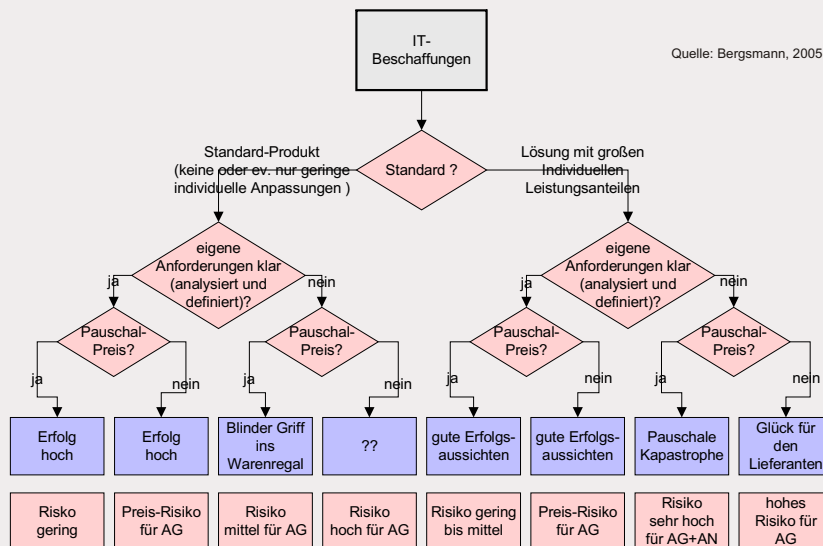 IT-
Beschaffungen
Quelle: Bergsmann, 2005
Standard-Produkt
(keine oder ev. nur geringe
individuelle Anpassungen )
Standard ?
Lösung mit großen
Individuellen
Leistungsanteilen
eigene
Anforderungen klar
(analysiert und
definiert)?
ja
nein
eigene
Anforderungen klar
(analysiert und
definiert)?
ja
nein
Pauschal-
Preis?
ja
nein
Pauschal-
Preis?
ja
nein
Pauschal-
Preis?
ja
nein
Pauschal-
Preis?
ja
nein
Erfolg
hoch
Erfolg
hoch
Blinder Griff
ins
Warenregal
??
gute Erfolgs-
aussichten
gute Erfolgs-
aussichten
Pauschale
Kapastrophe
Glück für
den
Lieferanten
Risko
gering
Preis-Risiko
für AG
Risiko
mittel für AG
Risiko
hoch für AG
Risiko gering
bis mittel
Preis-Risiko
für AG
Risiko
sehr hoch
für AG+AN
hohes
Risiko für
AG